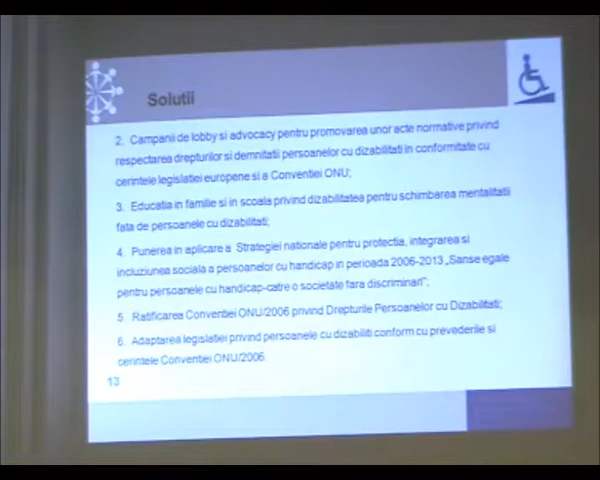 Solutii
2. Campanii de lobby si advocacy pentru promovarea unor acte normative privind
respectarea drepturilor si demnitatii persoanelor cu dizabilitati in conformitate cu
cerintele legislatiei europene si a Conventiei ONU;
3. Educatia in familie si in scoala privind dizabilitatea pentru schimbarea mentalitatii
fata de persoanele cu dizabilitati;
4. Punerea in aplicare a Strategiei nationale pentru protectia, integrarea si
incluziunea sociala a persoanelor cu handicap in perioada 2006-2013 „Sanse egale
pentru persoanele cu handicap-catre o societate fara discriminari";
5. Ratificarea Conventiei ONU/2006 privind Drepturile Persoanelor cu Dizabilitati;
6. Adaptarea legislatiei privind persoanele cu dizabiliti conform cu prevederile si
cerintele Conventiei ONU/2006.
13